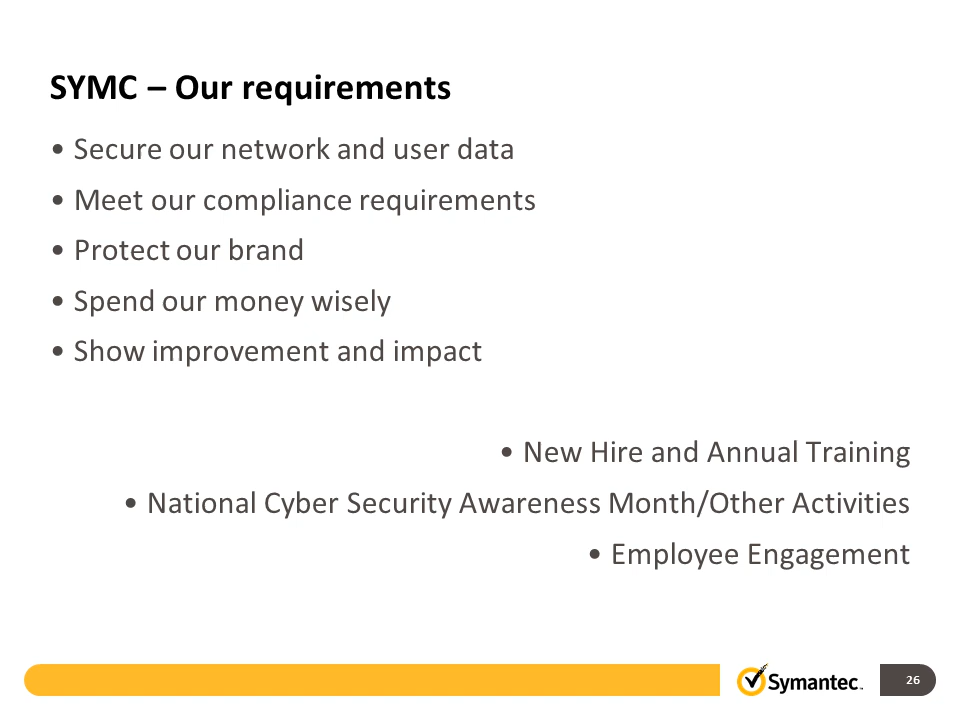 SYMC – Our requirements
• Secure our network and user data
• Meet our compliance requirements
• Protect our brand
• Spend our money wisely
• Show improvement and impact
• New Hire and Annual Training
• National Cyber Security Awareness Month/Other Activities
• Employee Engagement
Symantec™
26